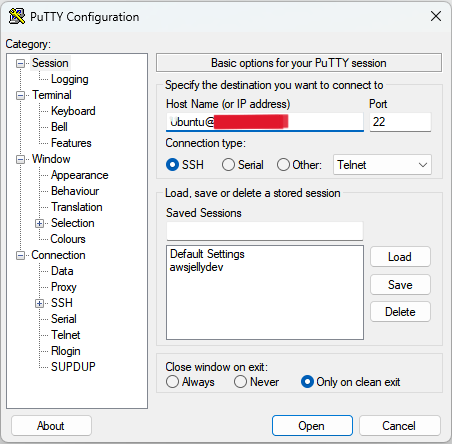 PuTTY Configuration
Category:
Session
Logging
Terminal
Keyboard
Bell
Features
Window
Appearance
Behaviour
Translation
Selection
Colours
Connection
Data
Proxy
SSH
Serial
Telnet
Rlogin
SUPDUP
Basic options for your PuTTY session
Specify the destination you want to connect to
Host Name (or IP address) Port
Ubuntu@ 22
Connection type:
SSH Serial Other: Telnet
Load, save or delete a stored session
Saved Sessions
Default Settings
awsjellydev
Load
Save
Delete
Close window on exit:
Always Never Only on clean exit
About Open Cancel